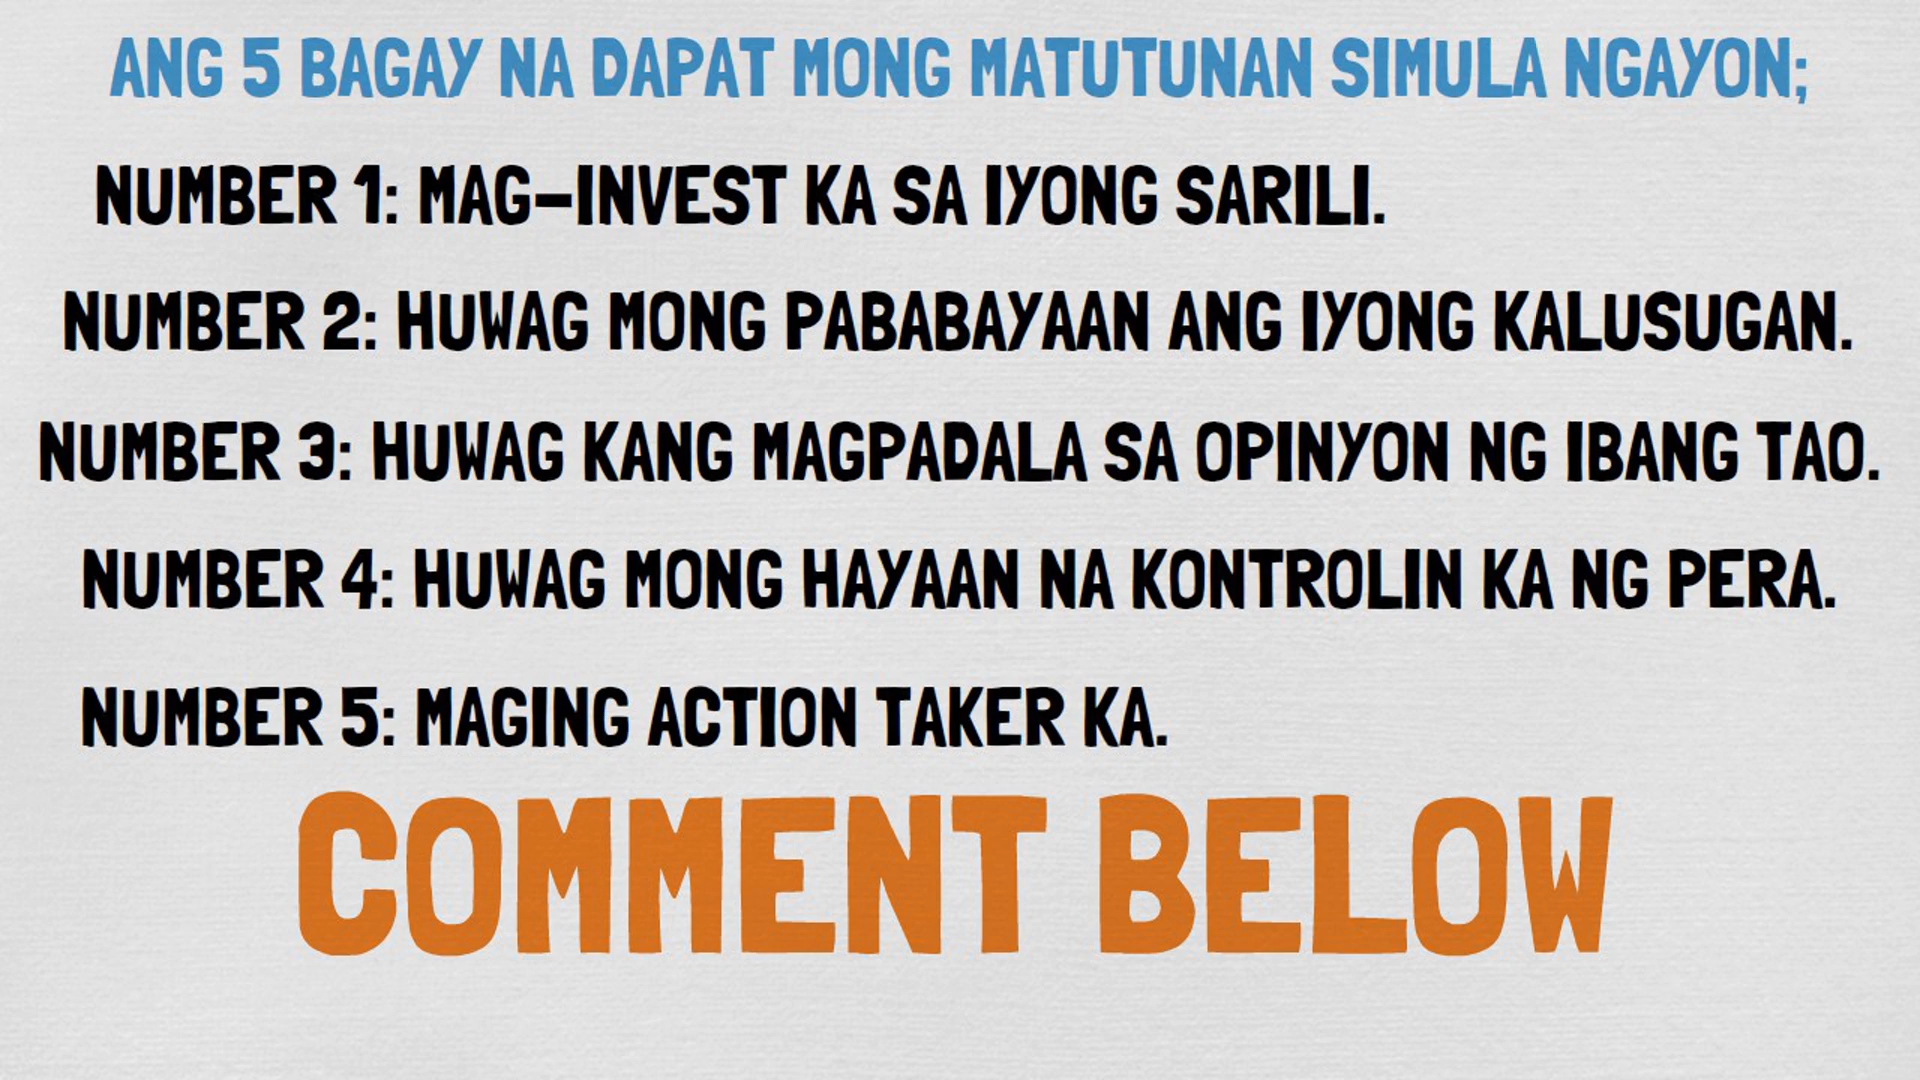 ANG 5 BAGAY NA DAPAT MONG MATUTUNAN SIMULA NGAYON;
NUMBER 1: MAG-INVEST KA SA IYONG SARILI.
NUMBER 2: HUWAG MONG PABABAYAAN ANG IYONG KALUSUGAN.
NUMBER 3: HUWAG KANG MAGPADALA SA OPINYON NG IBANG TAO.
NUMBER 4: HUWAG MONG HAYAAN NA KONTROLIN KA NG PERA.
NUMBER 5: MAGING ACTION TAKER KA.
COMMENT BELOW